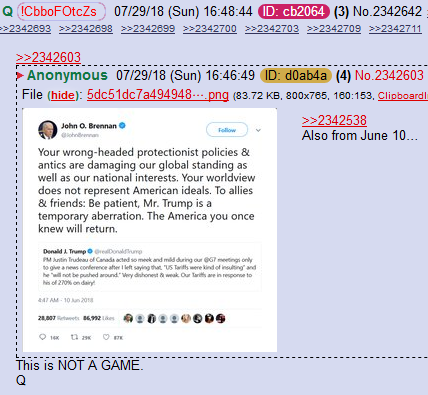 Q !CbboFOtcZs 07/29/18 (Sun) 16:48:44 ID: cb2064 (3) No.2342642
>>2342693 >>2342698 >>2342699 >>2342700 >>2342703 >>2342709 >>2342711
>>2342603
Anonymous 07/29/18 (Sun) 16:46:49 ID: d0ab4a (4) No.2342603
File (hide): 5dc51dc7a494948⋯.png (83.72 KB, 800x765, 160:153, Clipboardi
>>2342538
Also from June 10…
John O. Brennan
@JohnBrennan
Follow
Your wrong-headed protectionist policies &
antics are damaging our global standing as
well as our national interests. Your worldview
does not represent American ideals. To allies
& friends: Be patient, Mr. Trump is a
temporary aberration. The America you once
knew will return.
Donald J. Trump @realDonaldTrump
PM Justin Trudeau of Canada acted so meek and mild during our @G7 meetings only
to give a news conference after I left saying that, "US Tariffs were kind of insulting" and
he "will not be pushed around." Very dishonest & weak. Our Tariffs are in response to
his of 270% on dairy!
4:47 AM - 10 Jun 2018
28,807 Retweets 86,992 Likes
14K 29K 87K
This is NOT A GAME.
Q